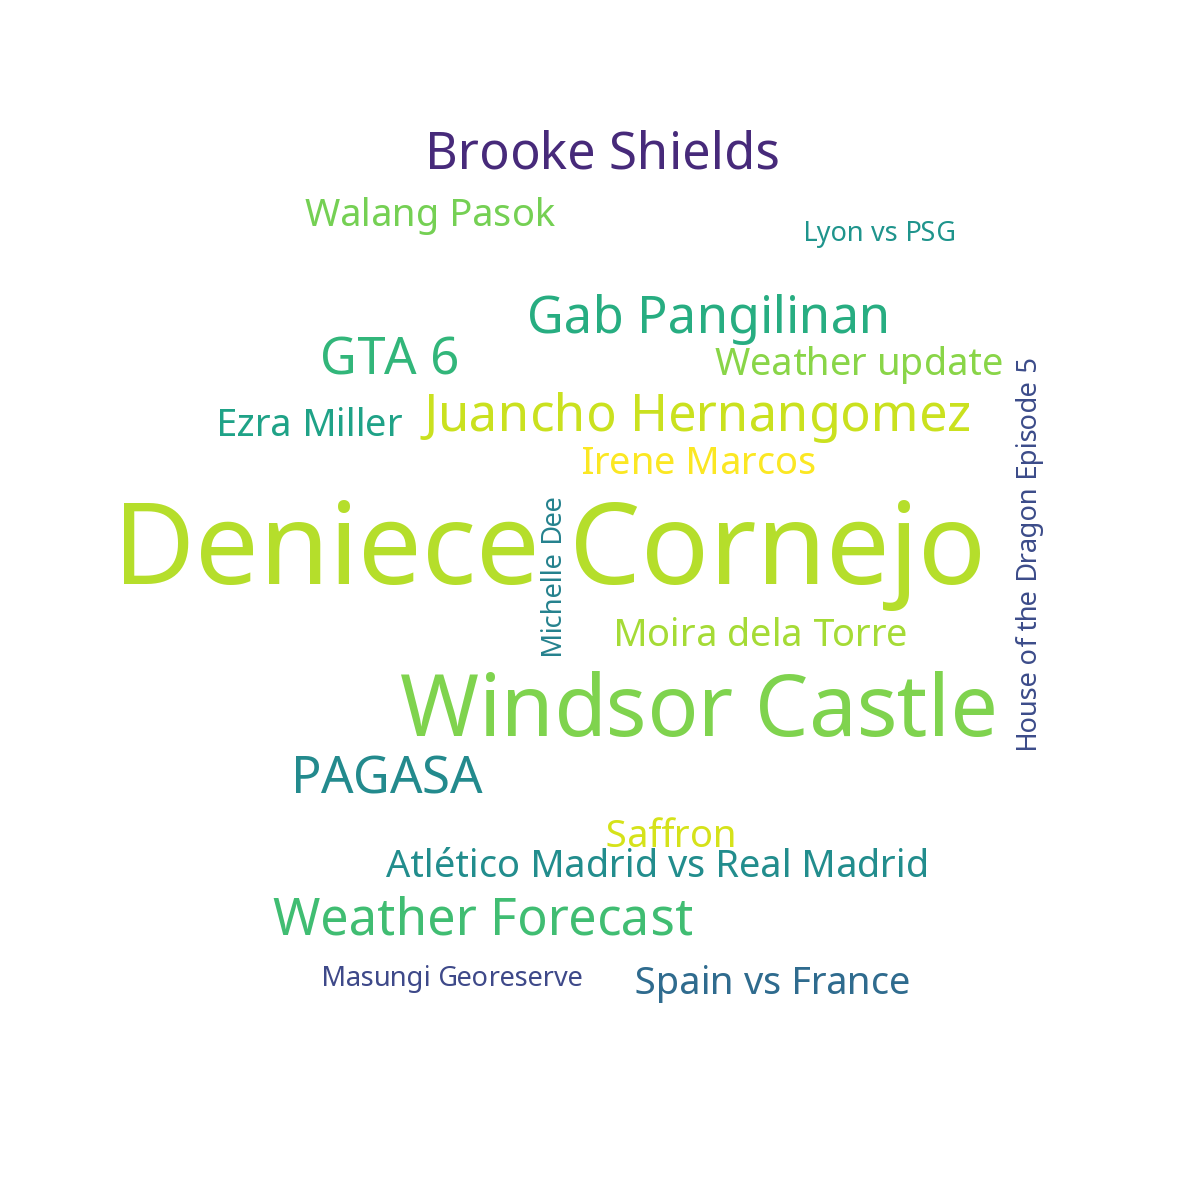 Brooke Shields
Walang Pasok
Lyon vs PSG
Gab Pangilinan
GTA 6
Weather update
House of the Dragon Episode 5
Juancho Hernangomez
Ezra Miller
Irene Marcos
Deniece Cornejo
Michelle Dee
Moira dela Torre
Windsor Castle
PAGASA
Saffron
Atlético Madrid vs Real Madrid
Weather Forecast
Masungi Georeserve
Spain vs France